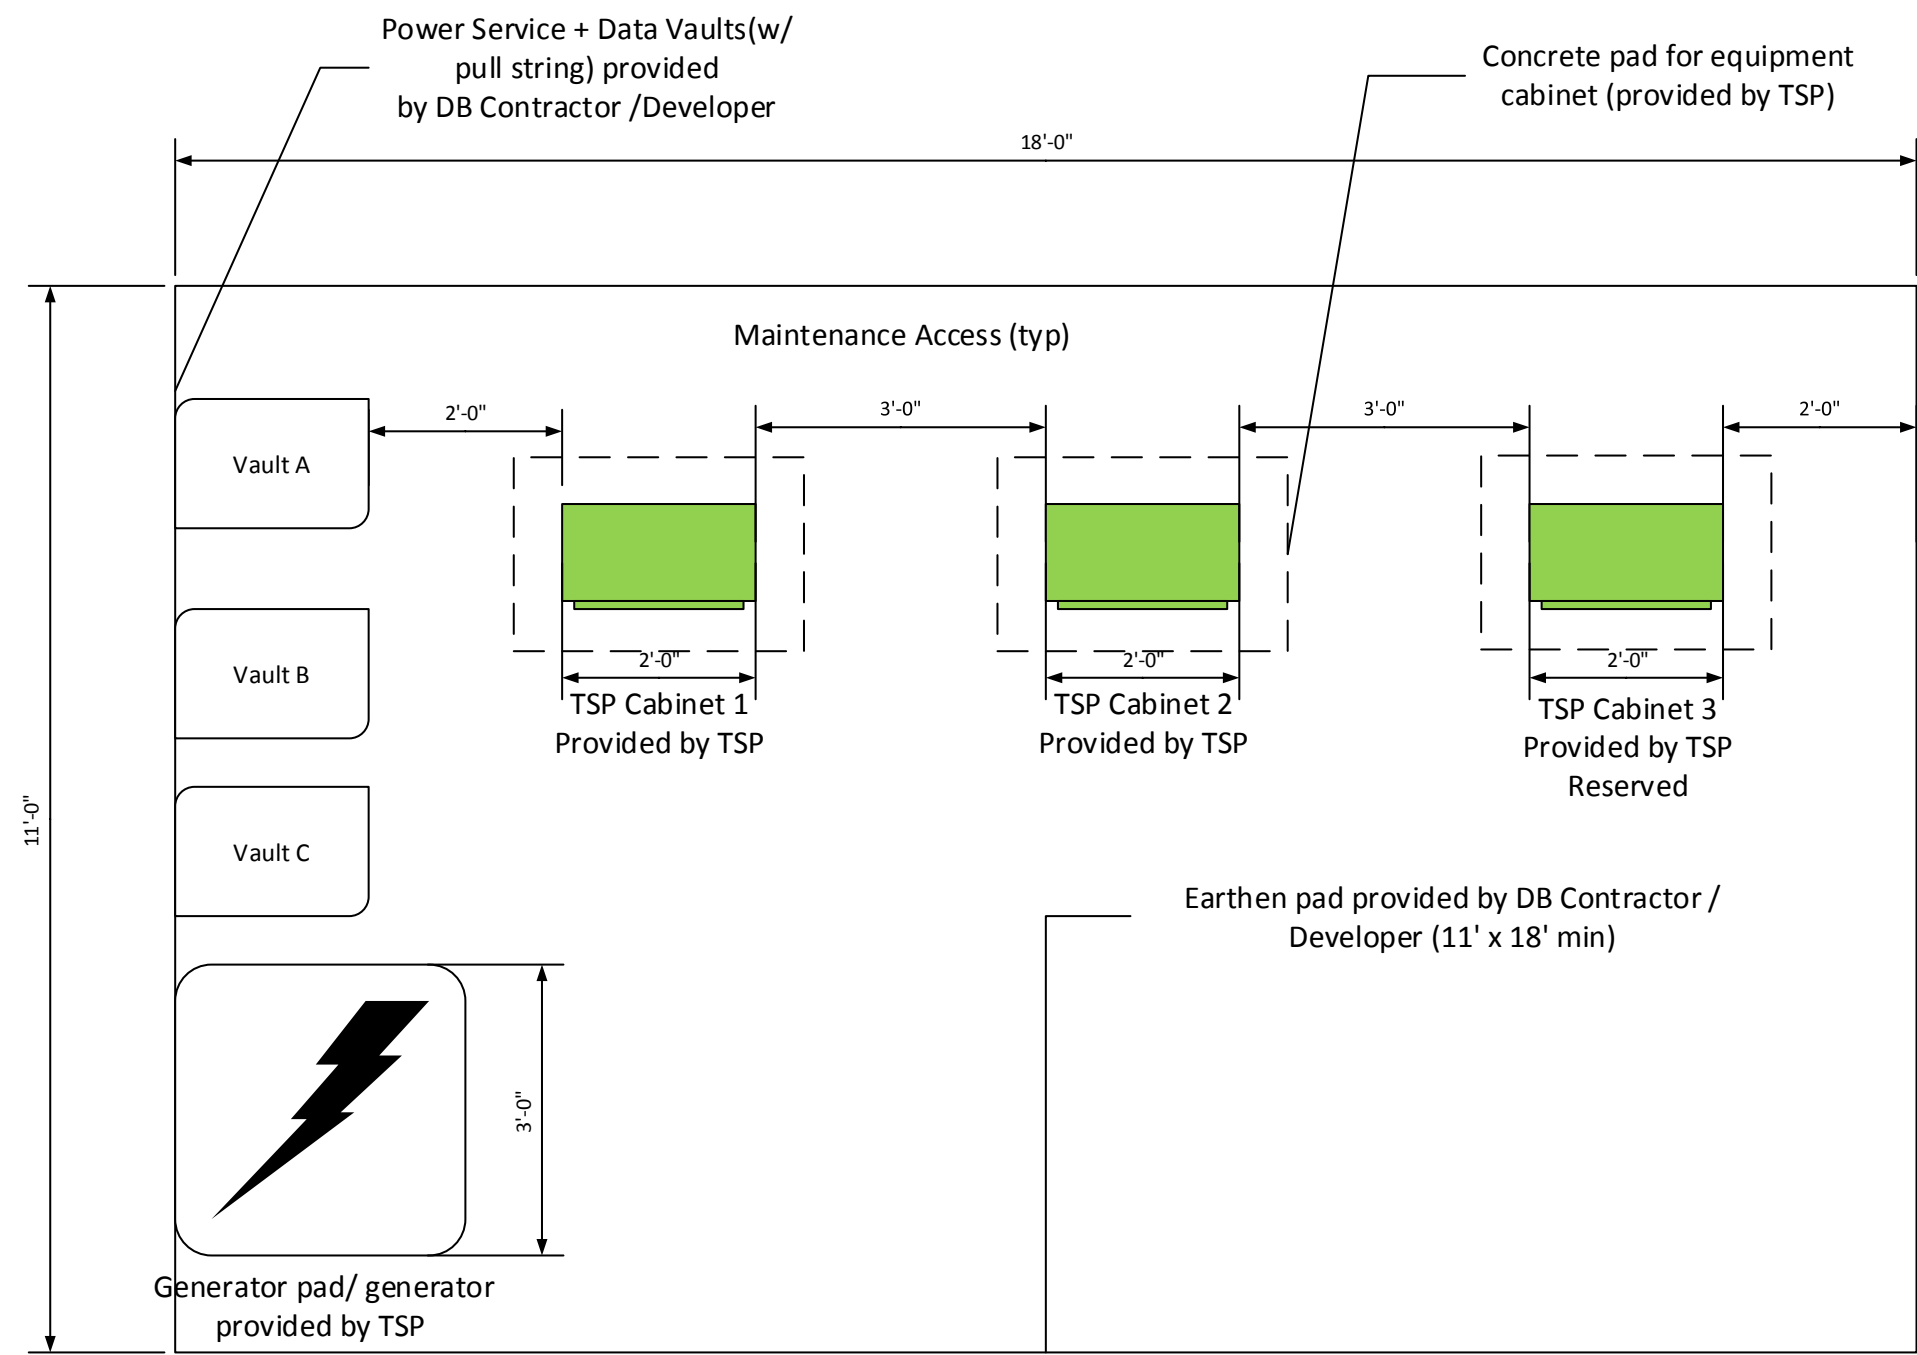 Power Service + Data Vaults(w/
pull string) provided
by DB Contractor /Developer
Concrete pad for equipment
cabinet (provided by TSP)
18'-0"
Maintenance Access (typ)
2'-0"
3'-0"
3'-0"
2'-0"
Vault A
Vault B
2'-0"
2'-0"
2'-0"
TSP Cabinet 1
Provided by TSP
TSP Cabinet 2
Provided by TSP
TSP Cabinet 3
Provided by TSP
Reserved
11'-0"
Vault C
Earthen pad provided by DB Contractor /
Developer (11' x 18' min)
3'-0"
Generator pad/ generator
provided by TSP